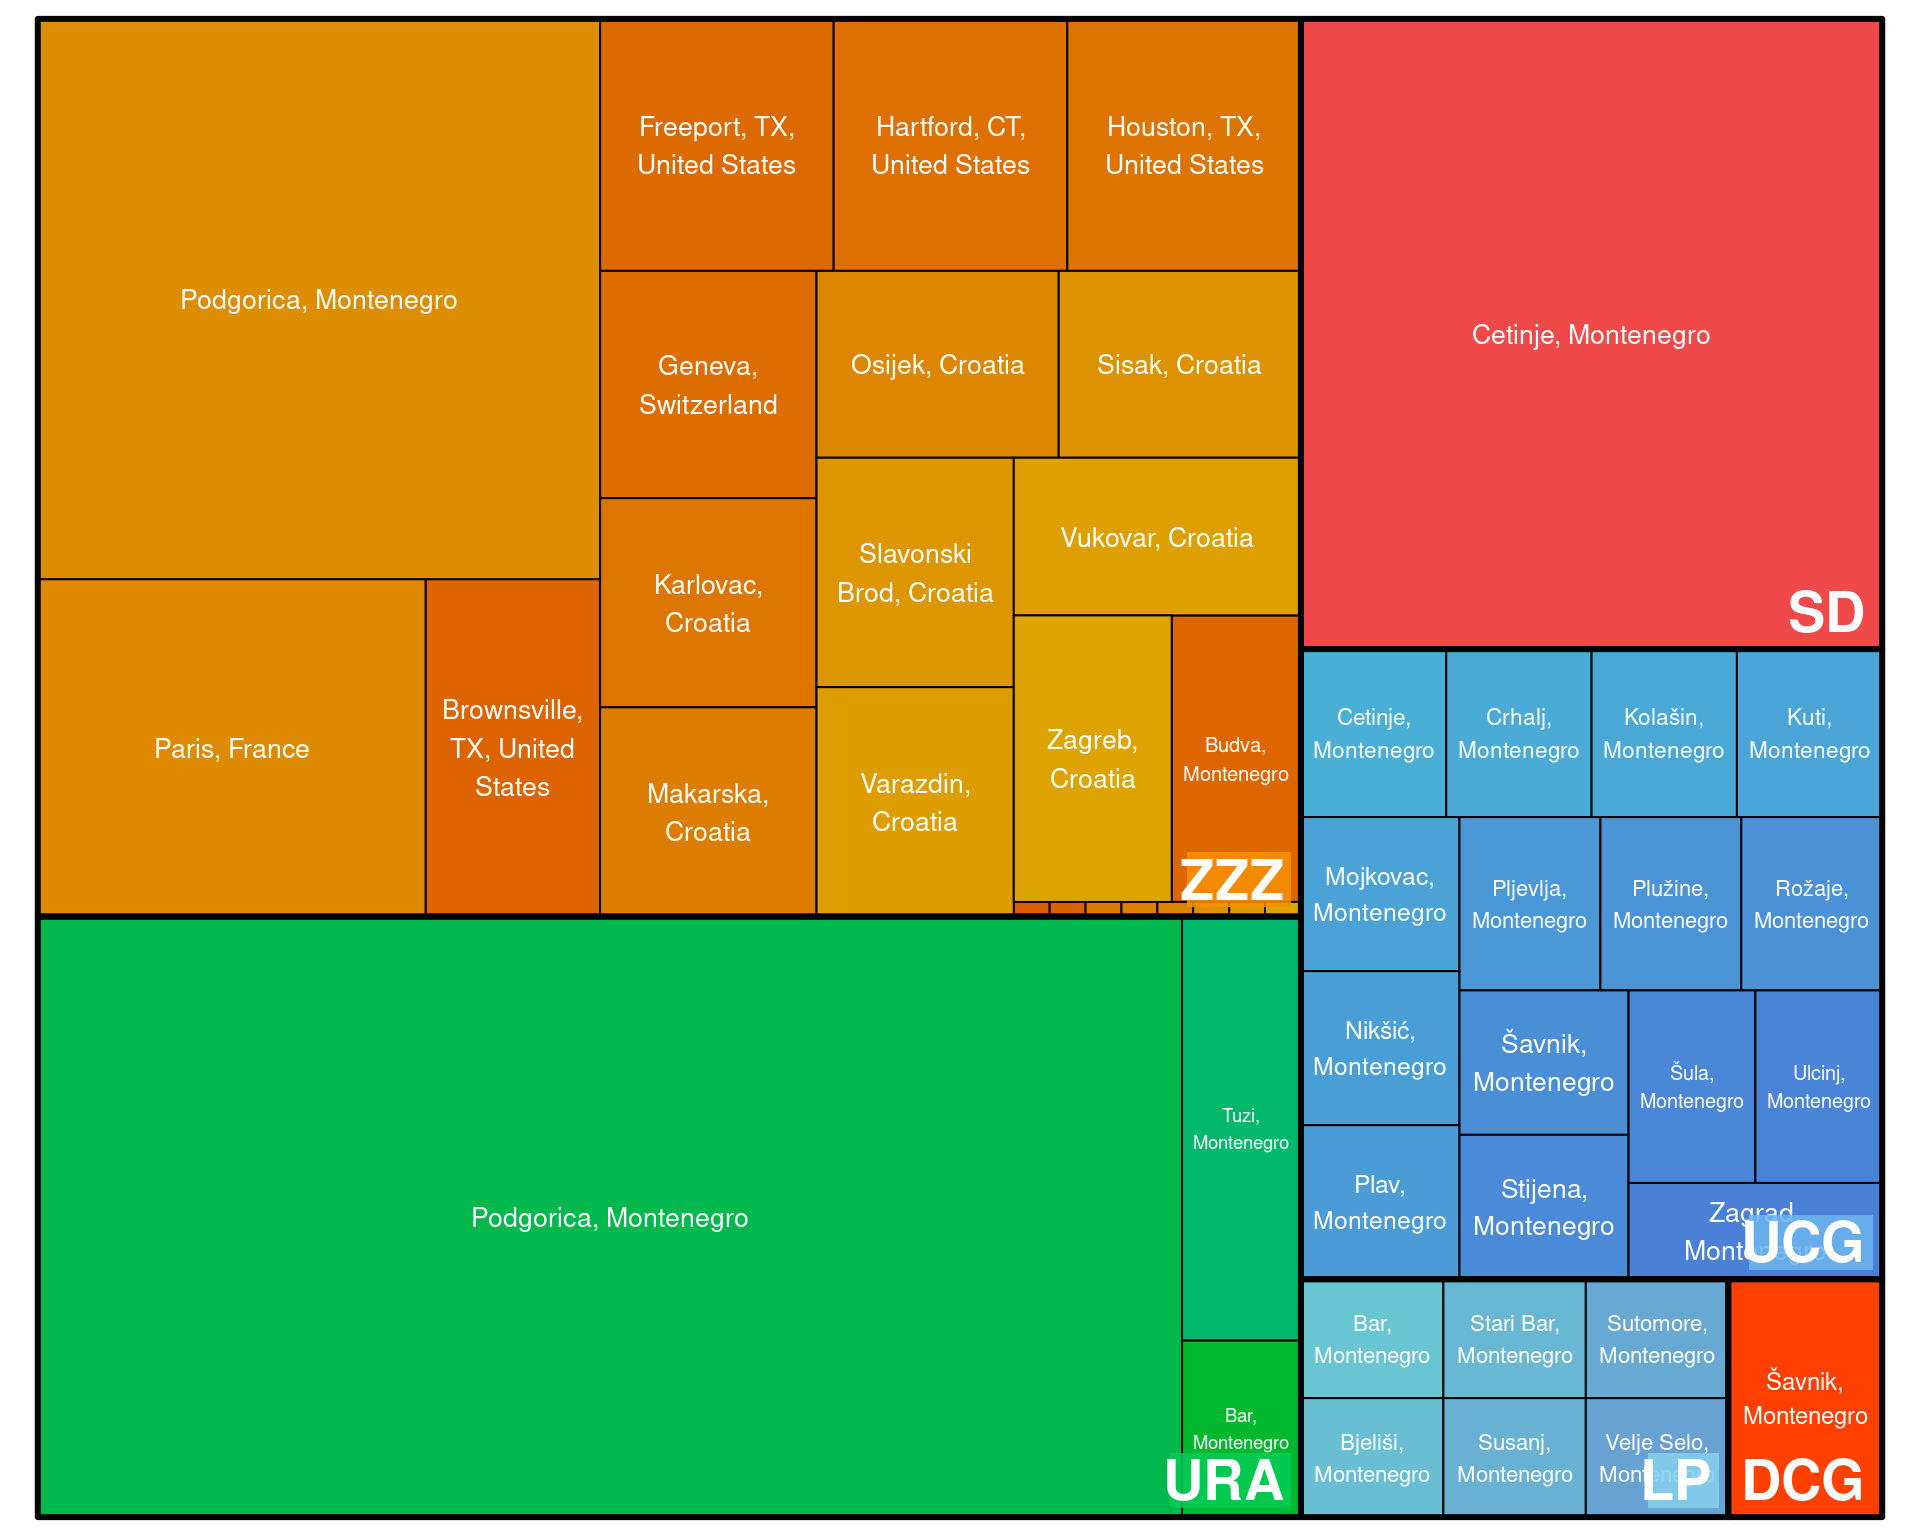 Podgorica, Montenegro
Paris, France
Brownsville,
TX, United
States
Freeport, TX,
United States
Hartford, CT,
United States
Houston, TX,
United States
Geneva,
Switzerland
Osijek, Croatia
Sisak, Croatia
Karlovac,
Croatia
Slavonski
Brod, Croatia
Vukovar, Croatia
Makarska,
Croatia
Varazdin,
Croatia
Zagreb,
Croatia
Budva,
Montenegro
ZZZ
Podgorica, Montenegro
Tuzi,
Montenegro
Bar,
Montenegro
URA
Cetinje, Montenegro
SD
Cetinje,
Montenegro
Crhalj,
Montenegro
Kolašin,
Montenegro
Kuti,
Montenegro
Mojkovac,
Montenegro
Pljevlja,
Montenegro
Plužine,
Montenegro
Rožaje,
Montenegro
Nikšić,
Montenegro
Šavnik,
Montenegro
Šula,
Montenegro
Ulcinj,
Montenegro
Plav,
Montenegro
Stijena,
Montenegro
Zagrad,
Montenegro
UCG
Bar,
Montenegro
Stari Bar,
Montenegro
Sutomore,
Montenegro
Bjeliši,
Montenegro
Susanj,
Montenegro
Velje Selo,
Montenegro
LP
Šavnik,
Montenegro
DCG